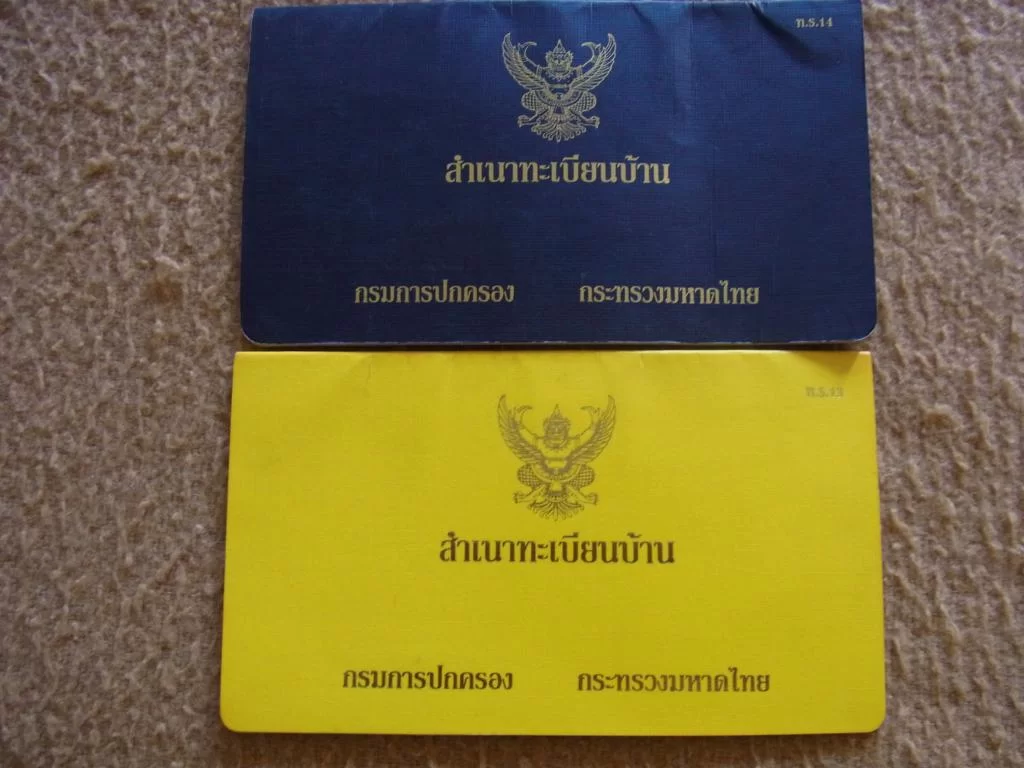 ท.ร.14
สำเนาทะเบียนบ้าน
กรมการปกครอง กระทรวงมหาดไทย
ท.ร.13
สำเนาทะเบียนบ้าน
กรมการปกครอง กระทรวงมหาดไทย